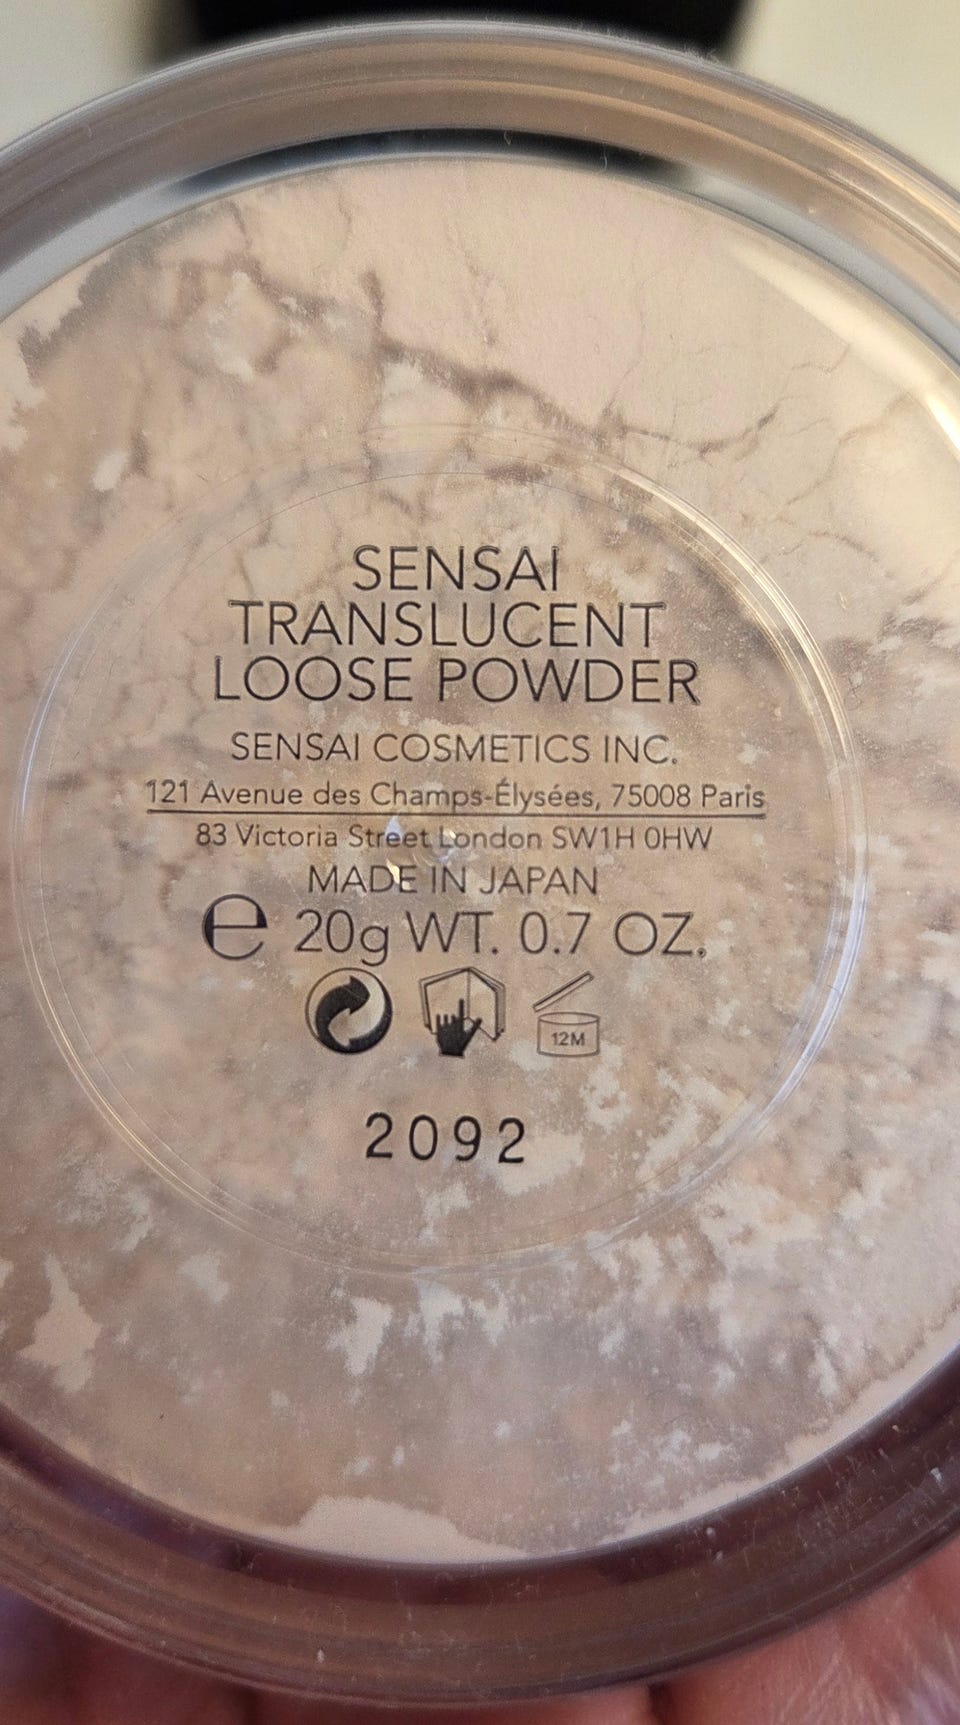 SENSAI
TRANSLUCENT
LOOSE POWDER
SENSAI COSMETICS INC.
121 Avenue des Champs-Élysées, 75008 Paris
83 Victoria Street London SW1H 0HW
MADE IN JAPAN
e 20g WT. 0.7 OZ.
12M
2092